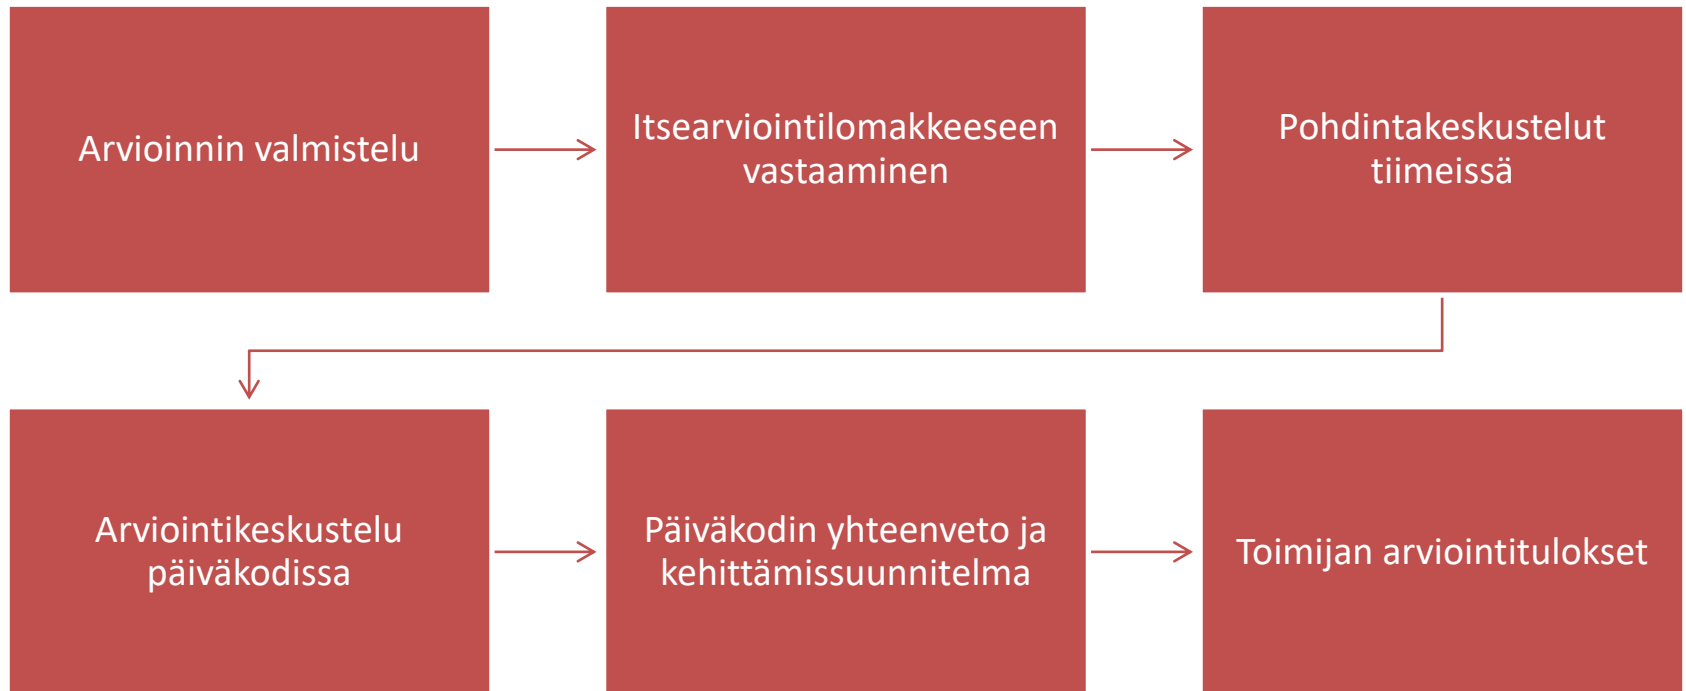 Arvioinnin valmistelu
Itsearviointilomakkeeseen
vastaaminen
Pohdintakeskustelut
tiimeissä
Arviointikeskustelu
päiväkodissa
Päiväkodin yhteenveto ja
kehittämissuunnitelma
Toimijan arviointitulokset